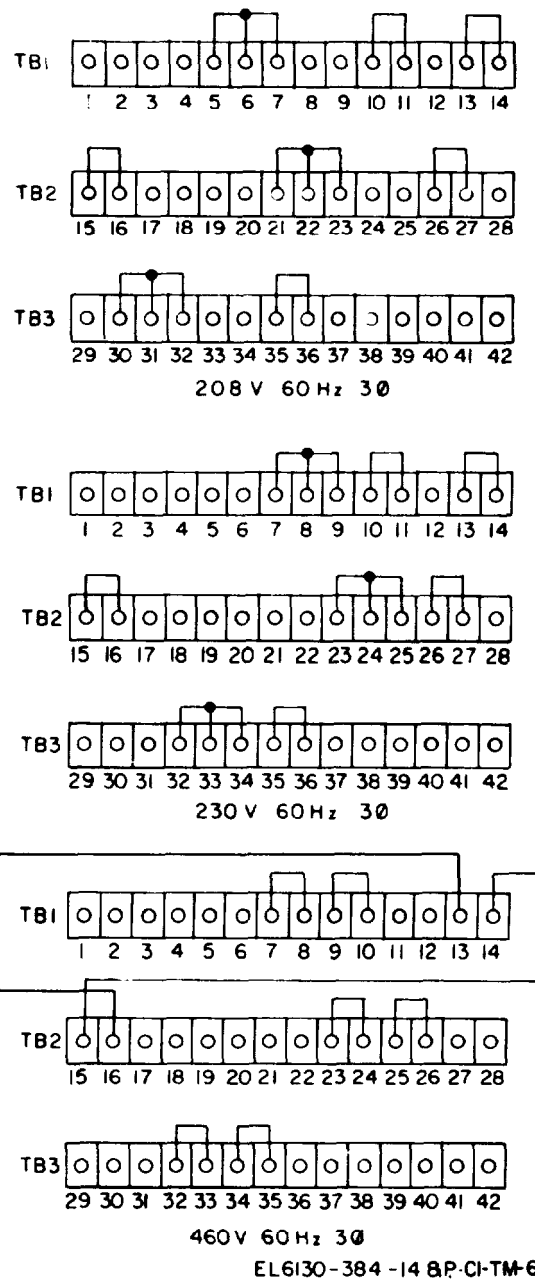 TB1
1 2 3 4 5 6 7 8 9 10 11 12 13 14
TB2
15 16 17 18 19 20 21 22 23 24 25 26 27 28
TB3
29 30 31 32 33 34 35 36 37 38 39 40 41 42
208 V 60 Hz 3Ø
TB1
1 2 3 4 5 6 7 8 9 10 11 12 13 14
TB2
15 16 17 18 19 20 21 22 23 24 25 26 27 28
TB3
29 30 31 32 33 34 35 36 37 38 39 40 41 42
230 V 60 Hz 3Ø
TB1
1 2 3 4 5 6 7 8 9 10 11 12 13 14
TB2
15 16 17 18 19 20 21 22 23 24 25 26 27 28
TB3
29 30 31 32 33 34 35 36 37 38 39 40 41 42
460 V 60 Hz 3Ø
EL6130-384-14&P-CI-TM-6